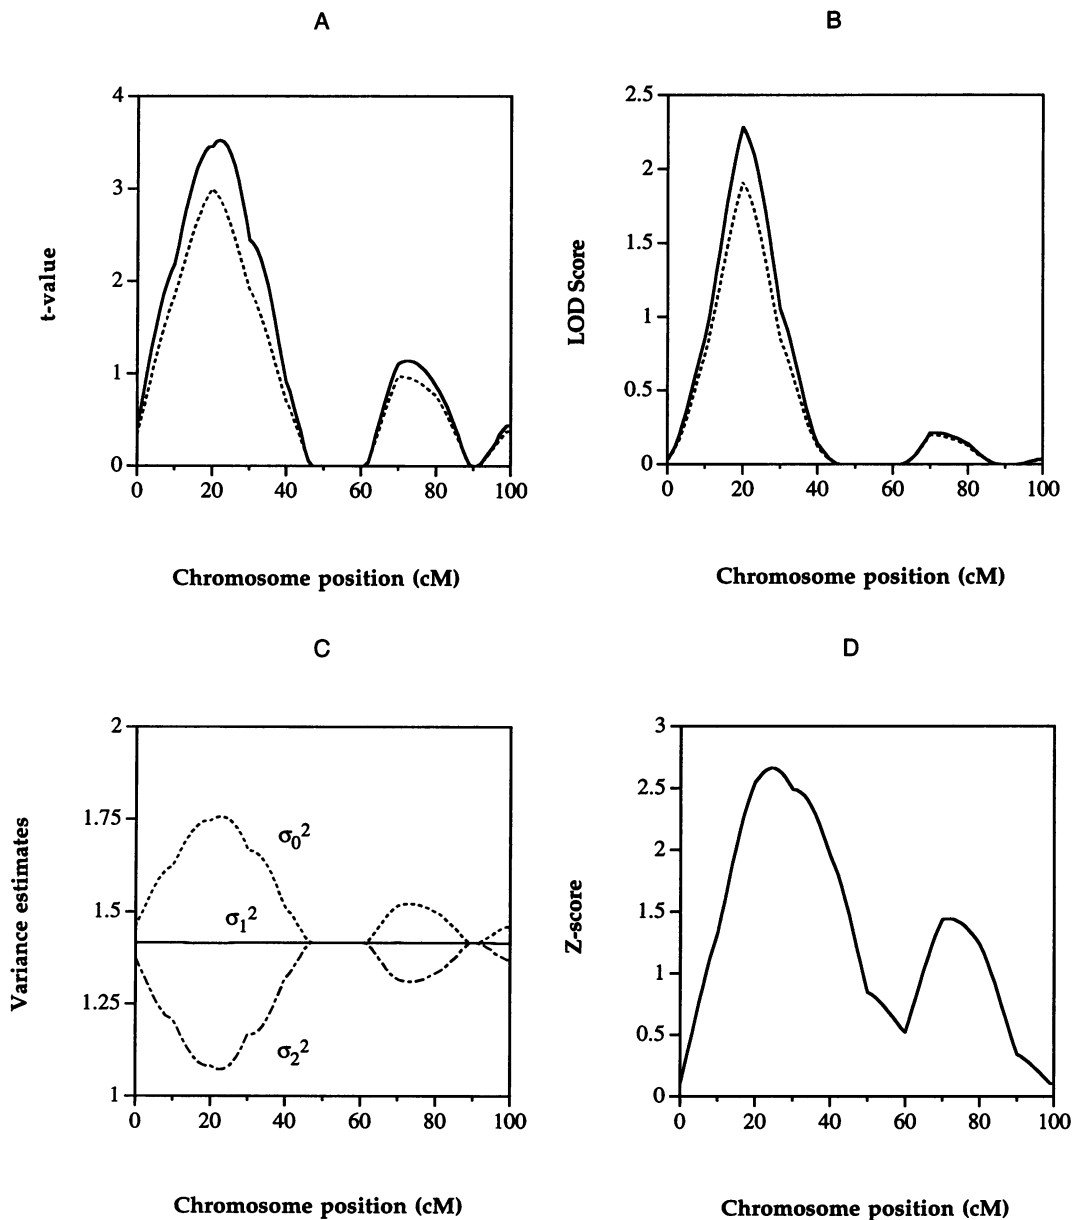 A
B
4
3
2
1
0
t-value
0 20 40 60 80 100
Chromosome position (cM)
2.5
2
1.5
1
0.5
0
LOD Score
0 20 40 60 80 100
Chromosome position (cM)
C
D
2
1.75
1.5
1.25
1
Variance estimates
σ₀²
σ₁²
σ₂²
0 20 40 60 80 100
Chromosome position (cM)
3
2.5
2
1.5
1
0.5
0
Z-score
0 20 40 60 80 100
Chromosome position (cM)